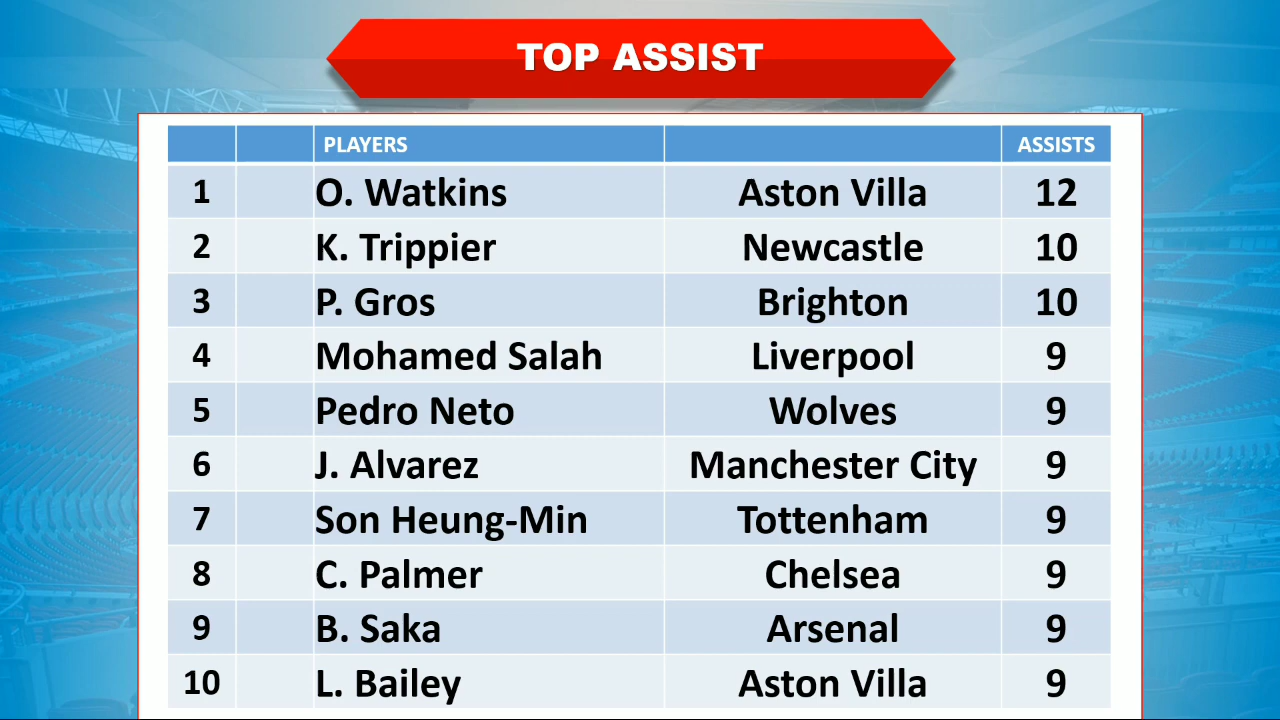 TOP ASSIST
PLAYERS ASSISTS
1 O. Watkins Aston Villa 12
2 K. Trippier Newcastle 10
3 P. Gros Brighton 10
4 Mohamed Salah Liverpool 9
5 Pedro Neto Wolves 9
6 J. Alvarez Manchester City 9
7 Son Heung-Min Tottenham 9
8 C. Palmer Chelsea 9
9 B. Saka Arsenal 9
10 L. Bailey Aston Villa 9